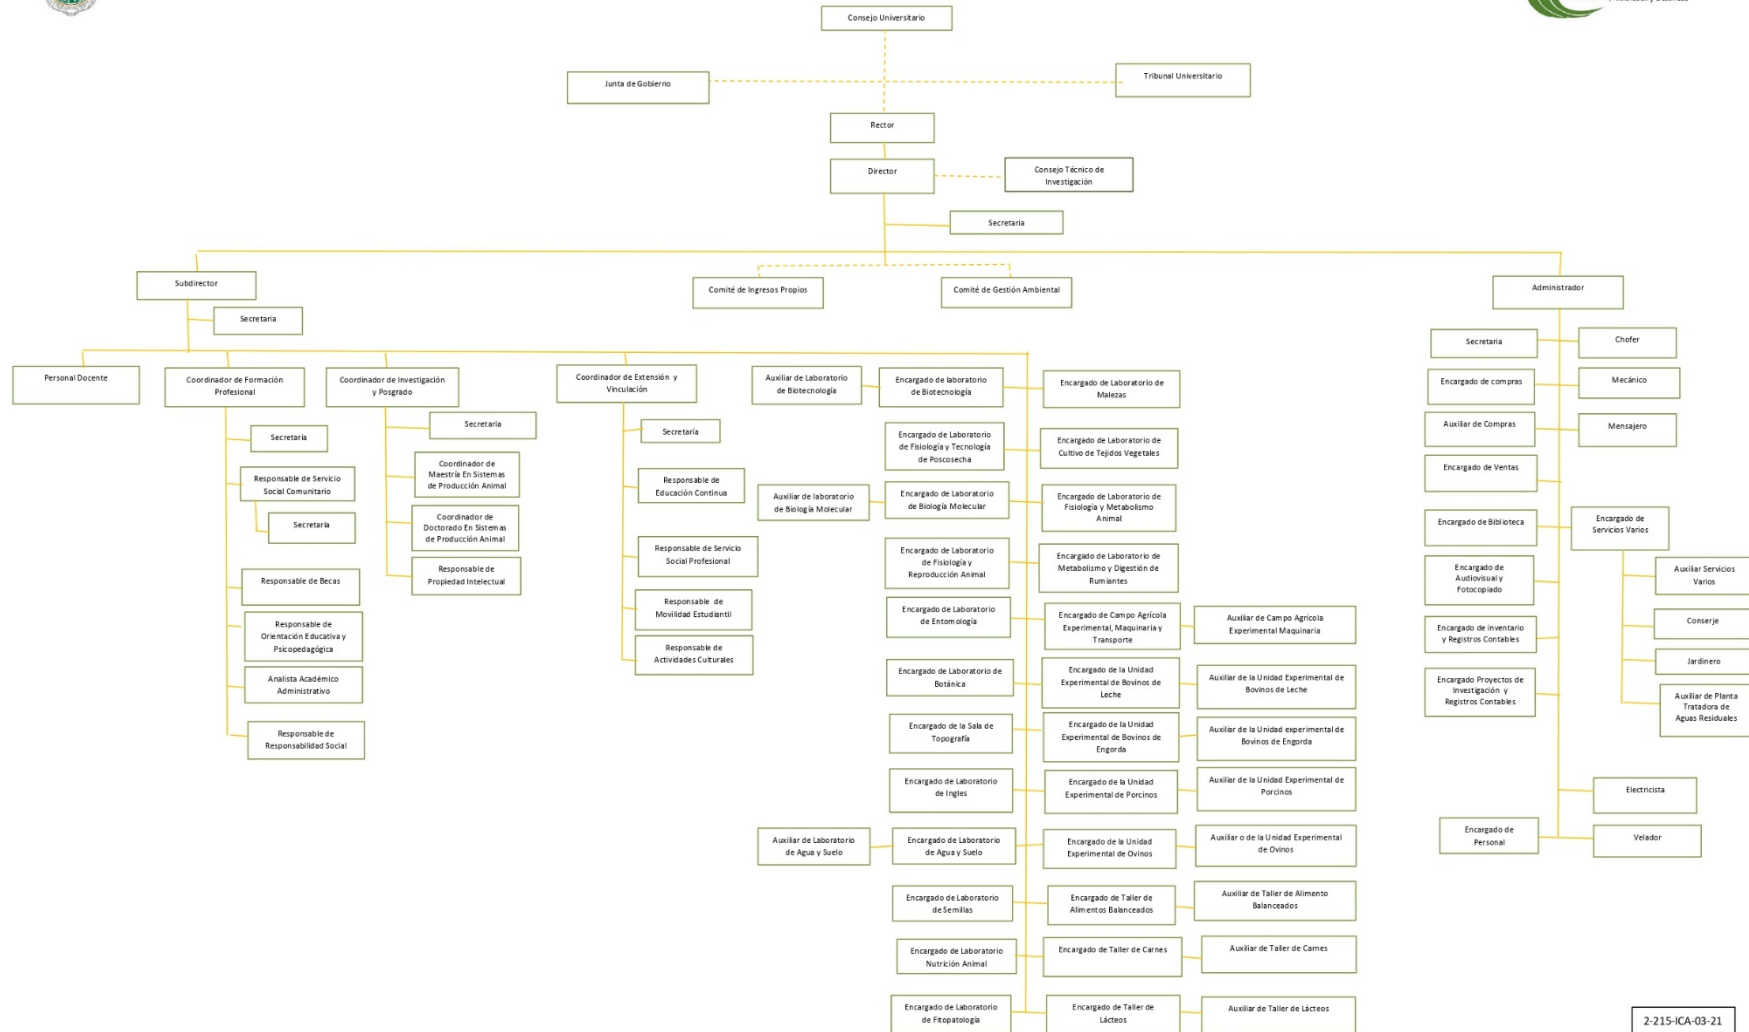 Consejo Universitario
Junta de Gobierno
Tribunal Universitario
Rector
Director
Consejo Técnico de
Investigación
Secretaria
Subdirector
Secretaria
Comité de Ingresos Propios
Comité de Gestión Ambiental
Administrador
Personal Docente
Coordinador de Formación
Profesional
Secretaria
Responsable de Servicio
Social Comunitario
Secretaria
Responsable de Becas
Responsable de
Orientación Educativa y
Psicopedagógica
Analista Académico
Administrativo
Responsable de
Responsabilidad Social
Coordinador de Investigación
y Posgrado
Secretaria
Coordinador de
Maestría En Sistemas
de Producción Animal
Coordinador de
Doctorado En Sistemas
de Producción Animal
Responsable de
Propiedad Intelectual
Coordinador de Extensión y
Vinculación
Secretaría
Responsable de
Educación Continua
Responsable de Servicio
Social Profesional
Responsable de
Movilidad Estudiantil
Responsable de
Actividades Culturales
Auxiliar de Laboratorio
de Biotecnología
Encargado de laboratorio
de Biotecnología
Encargado de Laboratorio de
Malezas
Encargado de Laboratorio
de Fisiología y Tecnología
de Poscosecha
Encargado de Laboratorio de
Cultivo de Tejidos Vegetales
Auxiliar de laboratorio
de Biología Molecular
Encargado de Laboratorio
de Biología Molecular
Encargado de Laboratorio de
Fisiología y Metabolismo
Animal
Encargado de Laboratorio
de Fisiología y
Reproducción Animal
Encargado de Laboratorio de
Metabolismo y Digestión de
Rumiantes
Encargado de Laboratorio
de Entomología
Encargado de Campo Agrícola
Experimental, Maquinaria y
Transporte
Auxiliar de Campo Agrícola
Experimental Maquinaria
Encargado de Laboratorio de
Botánica
Encargado de la Unidad
Experimental de Bovinos de
Leche
Auxiliar de la Unidad Experimental de
Bovinos de Leche
Encargado de la Sala de
Topografía
Encargado de la Unidad
Experimental de Bovinos de
Engorda
Auxiliar de la Unidad experimental de
Bovinos de Engorda
Encargado de Laboratorio
de Ingles
Encargado de la Unidad
Experimental de Porcinos
Auxiliar de la Unidad Experimental de
Porcinos
Auxiliar de Laboratorio
de Agua y Suelo
Encargado de Laboratorio
de Agua y Suelo
Encargado de la Unidad
Experimental de Ovinos
Auxiliar o de la Unidad Experimental
de Ovinos
Encargado de Laboratorio
de Semillas
Encargado de Taller de
Alimentos Balanceados
Auxiliar de Taller de Alimento
Balanceados
Encargado de Laboratorio
Nutrición Animal
Encargado de Taller de Carnes
Auxiliar de Taller de Carnes
Encargado de Laboratorio
de Fitopatología
Encargado de Taller de
Lácteos
Auxiliar de Taller de Lácteos
Secretaria
Chofer
Encargado de compras
Mecánico
Auxiliar de Compras
Mensajero
Encargado de Ventas
Encargado de Biblioteca
Encargado de
Servicios Varios
Encargado de
Audiovisual y
Fotocopiado
Auxiliar Servicios
Varios
Encargado de inventario
y Registros Contables
Conserje
Jardinero
Encargado Proyectos de
Investigación y
Registros Contables
Auxiliar de Planta
Tratadora de
Aguas Residuales
Electricista
Encargado de
Personal
Velador
2-215-ICA-03-21